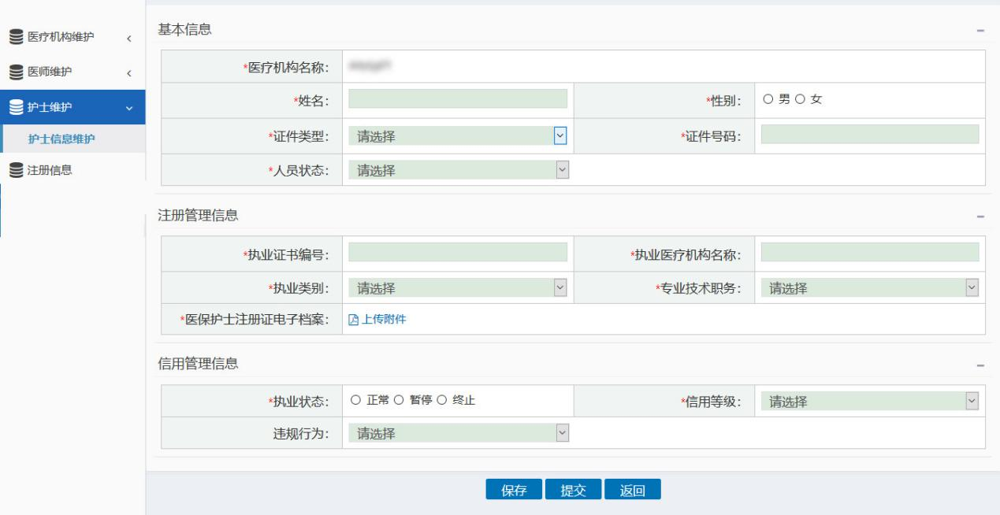 医疗机构维护
医师维护
护士维护
护士信息维护
注册信息
基本信息
*医疗机构名称：
*姓名：
*性别： 男 女
*证件类型： 请选择
*证件号码：
*人员状态： 请选择
注册管理信息
*执业证书编号：
*执业医疗机构名称：
*执业类别： 请选择
*专业技术职务： 请选择
*医保护士注册证电子档案： 上传附件
信用管理信息
*执业状态： 正常 暂停 终止
*信用等级： 请选择
违规行为： 请选择
保存 提交 返回